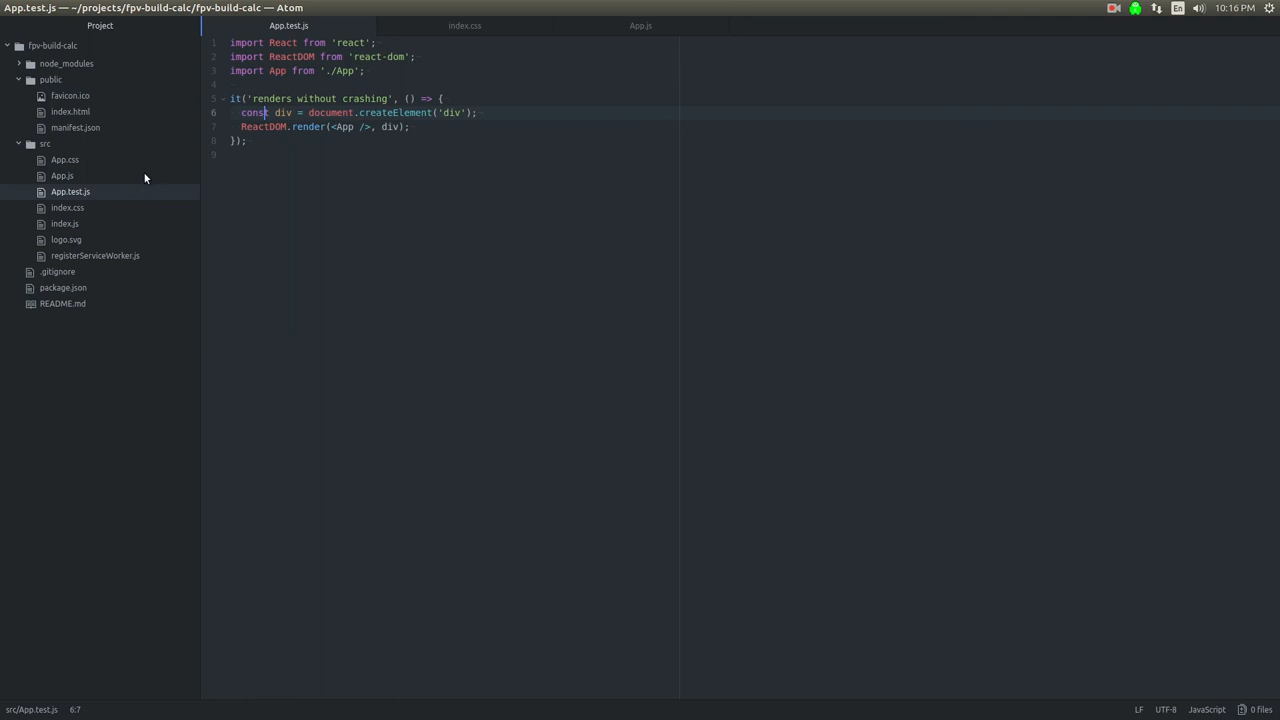 App.test.js — ~/projects/fpv-build-calc/fpv-build-calc — Atom
En
10:16 PM
Project
App.test.js
index.css
App.js
fpv-build-calc
node_modules
public
favicon.ico
index.html
manifest.json
src
App.css
App.js
App.test.js
index.css
index.js
logo.svg
registerServiceWorker.js
.gitignore
package.json
README.md
1 import React from 'react';
2 import ReactDOM from 'react-dom';
3 import App from './App';
4
5 it('renders without crashing', () => {
6   const div = document.createElement('div');
7   ReactDOM.render(<App />, div);
8 });
9
src/App.test.js 6:7
LF UTF-8 JavaScript 0 files